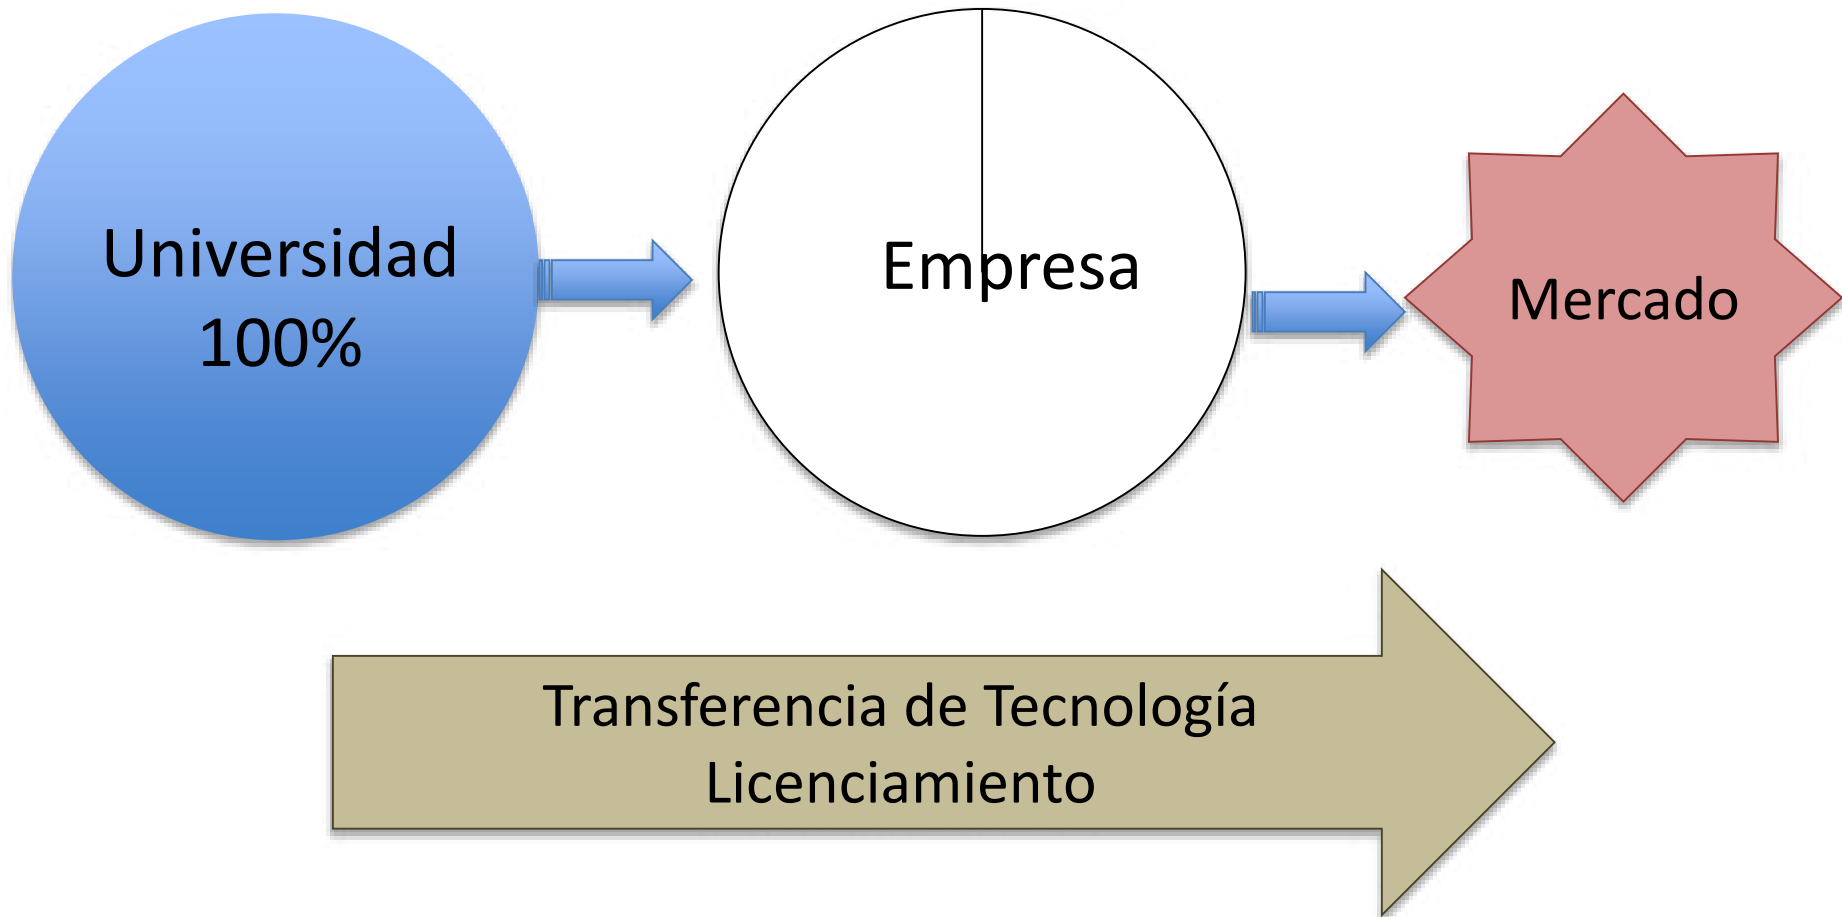 Universidad
100%
Empresa
Mercado
Transferencia de Tecnología
Licenciamiento